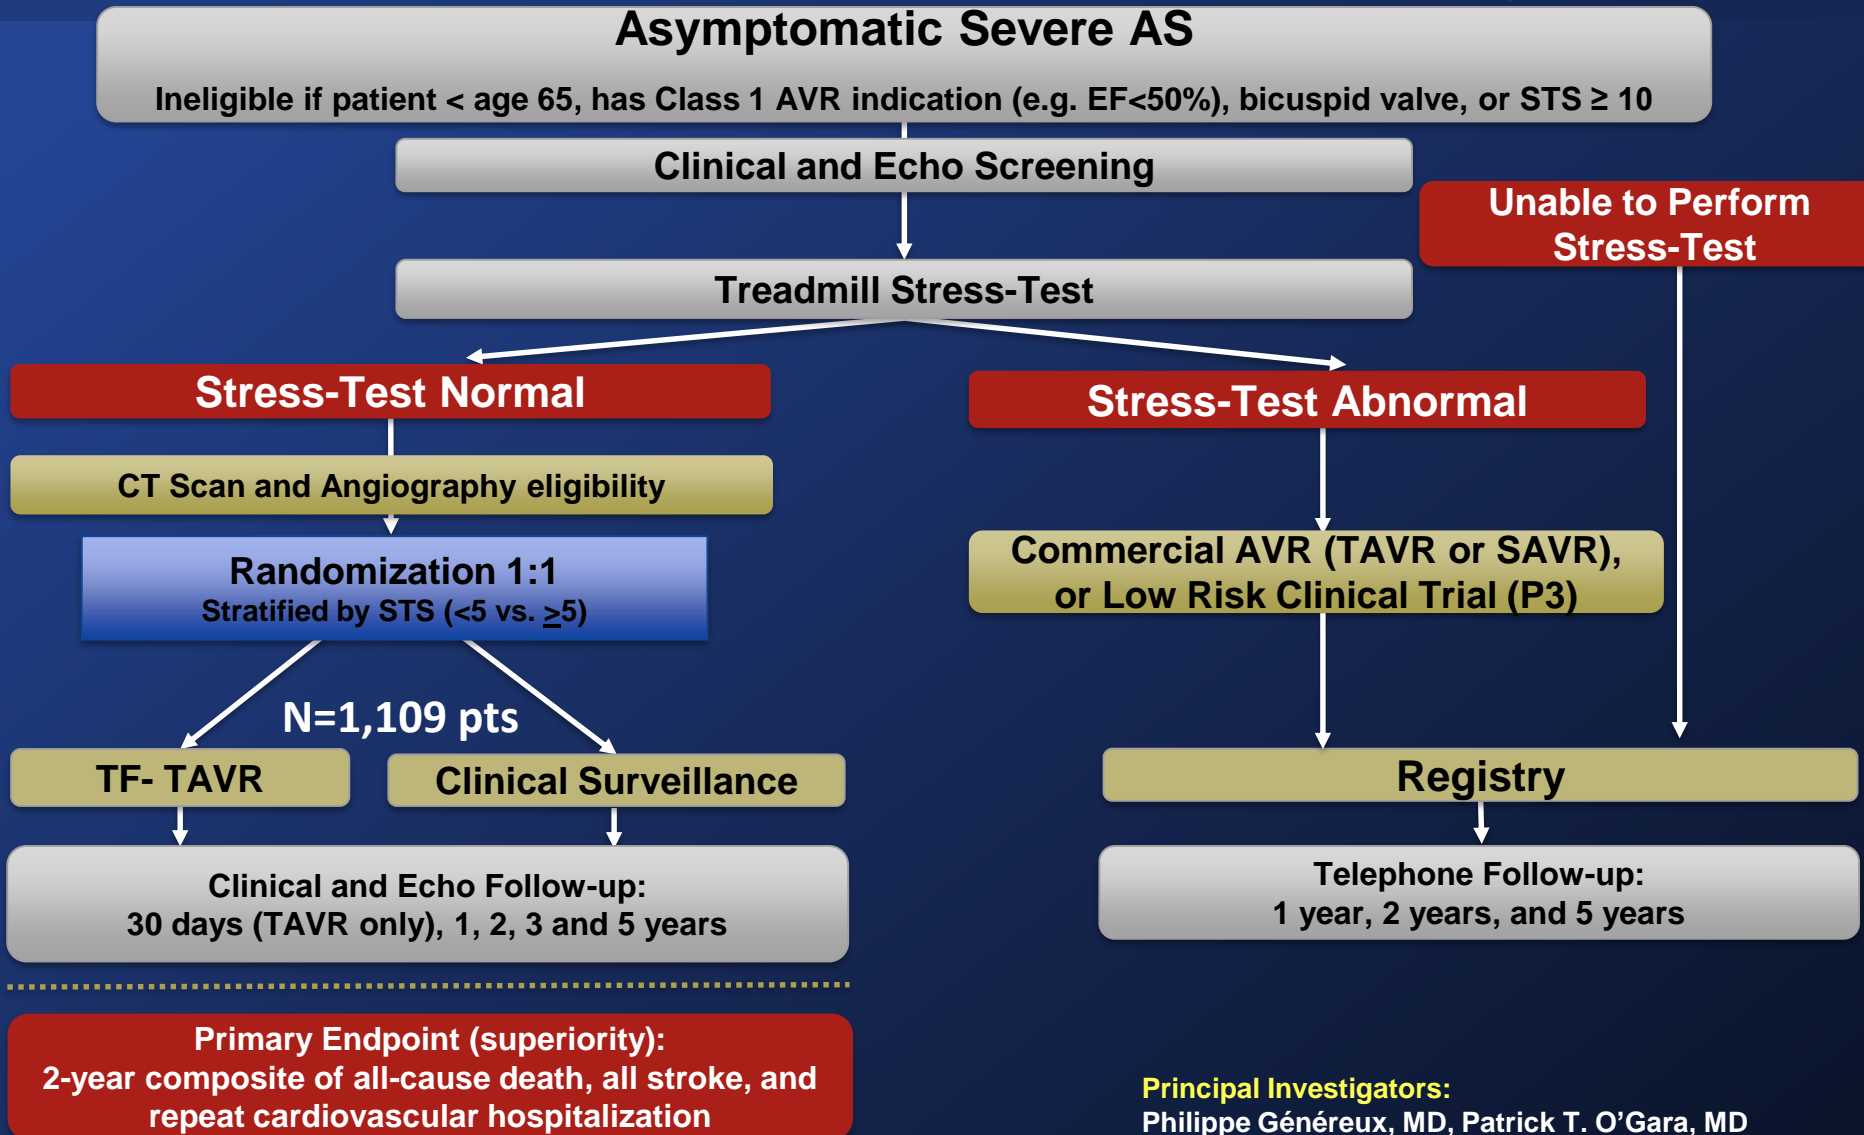 Asymptomatic Severe AS
Ineligible if patient < age 65, has Class 1 AVR indication (e.g. EF<50%), bicuspid valve, or STS ≥ 10
Clinical and Echo Screening
Unable to Perform
Stress-Test
Treadmill Stress-Test
Stress-Test Normal
Stress-Test Abnormal
CT Scan and Angiography eligibility
Randomization 1:1
Stratified by STS (<5 vs. ≥5)
Commercial AVR (TAVR or SAVR),
or Low Risk Clinical Trial (P3)
N=1,109 pts
TF- TAVR
Clinical Surveillance
Registry
Clinical and Echo Follow-up:
30 days (TAVR only), 1, 2, 3 and 5 years
Telephone Follow-up:
1 year, 2 years, and 5 years
Primary Endpoint (superiority):
2-year composite of all-cause death, all stroke, and
repeat cardiovascular hospitalization
Principal Investigators:
Philippe Généreux, MD, Patrick T. O'Gara, MD